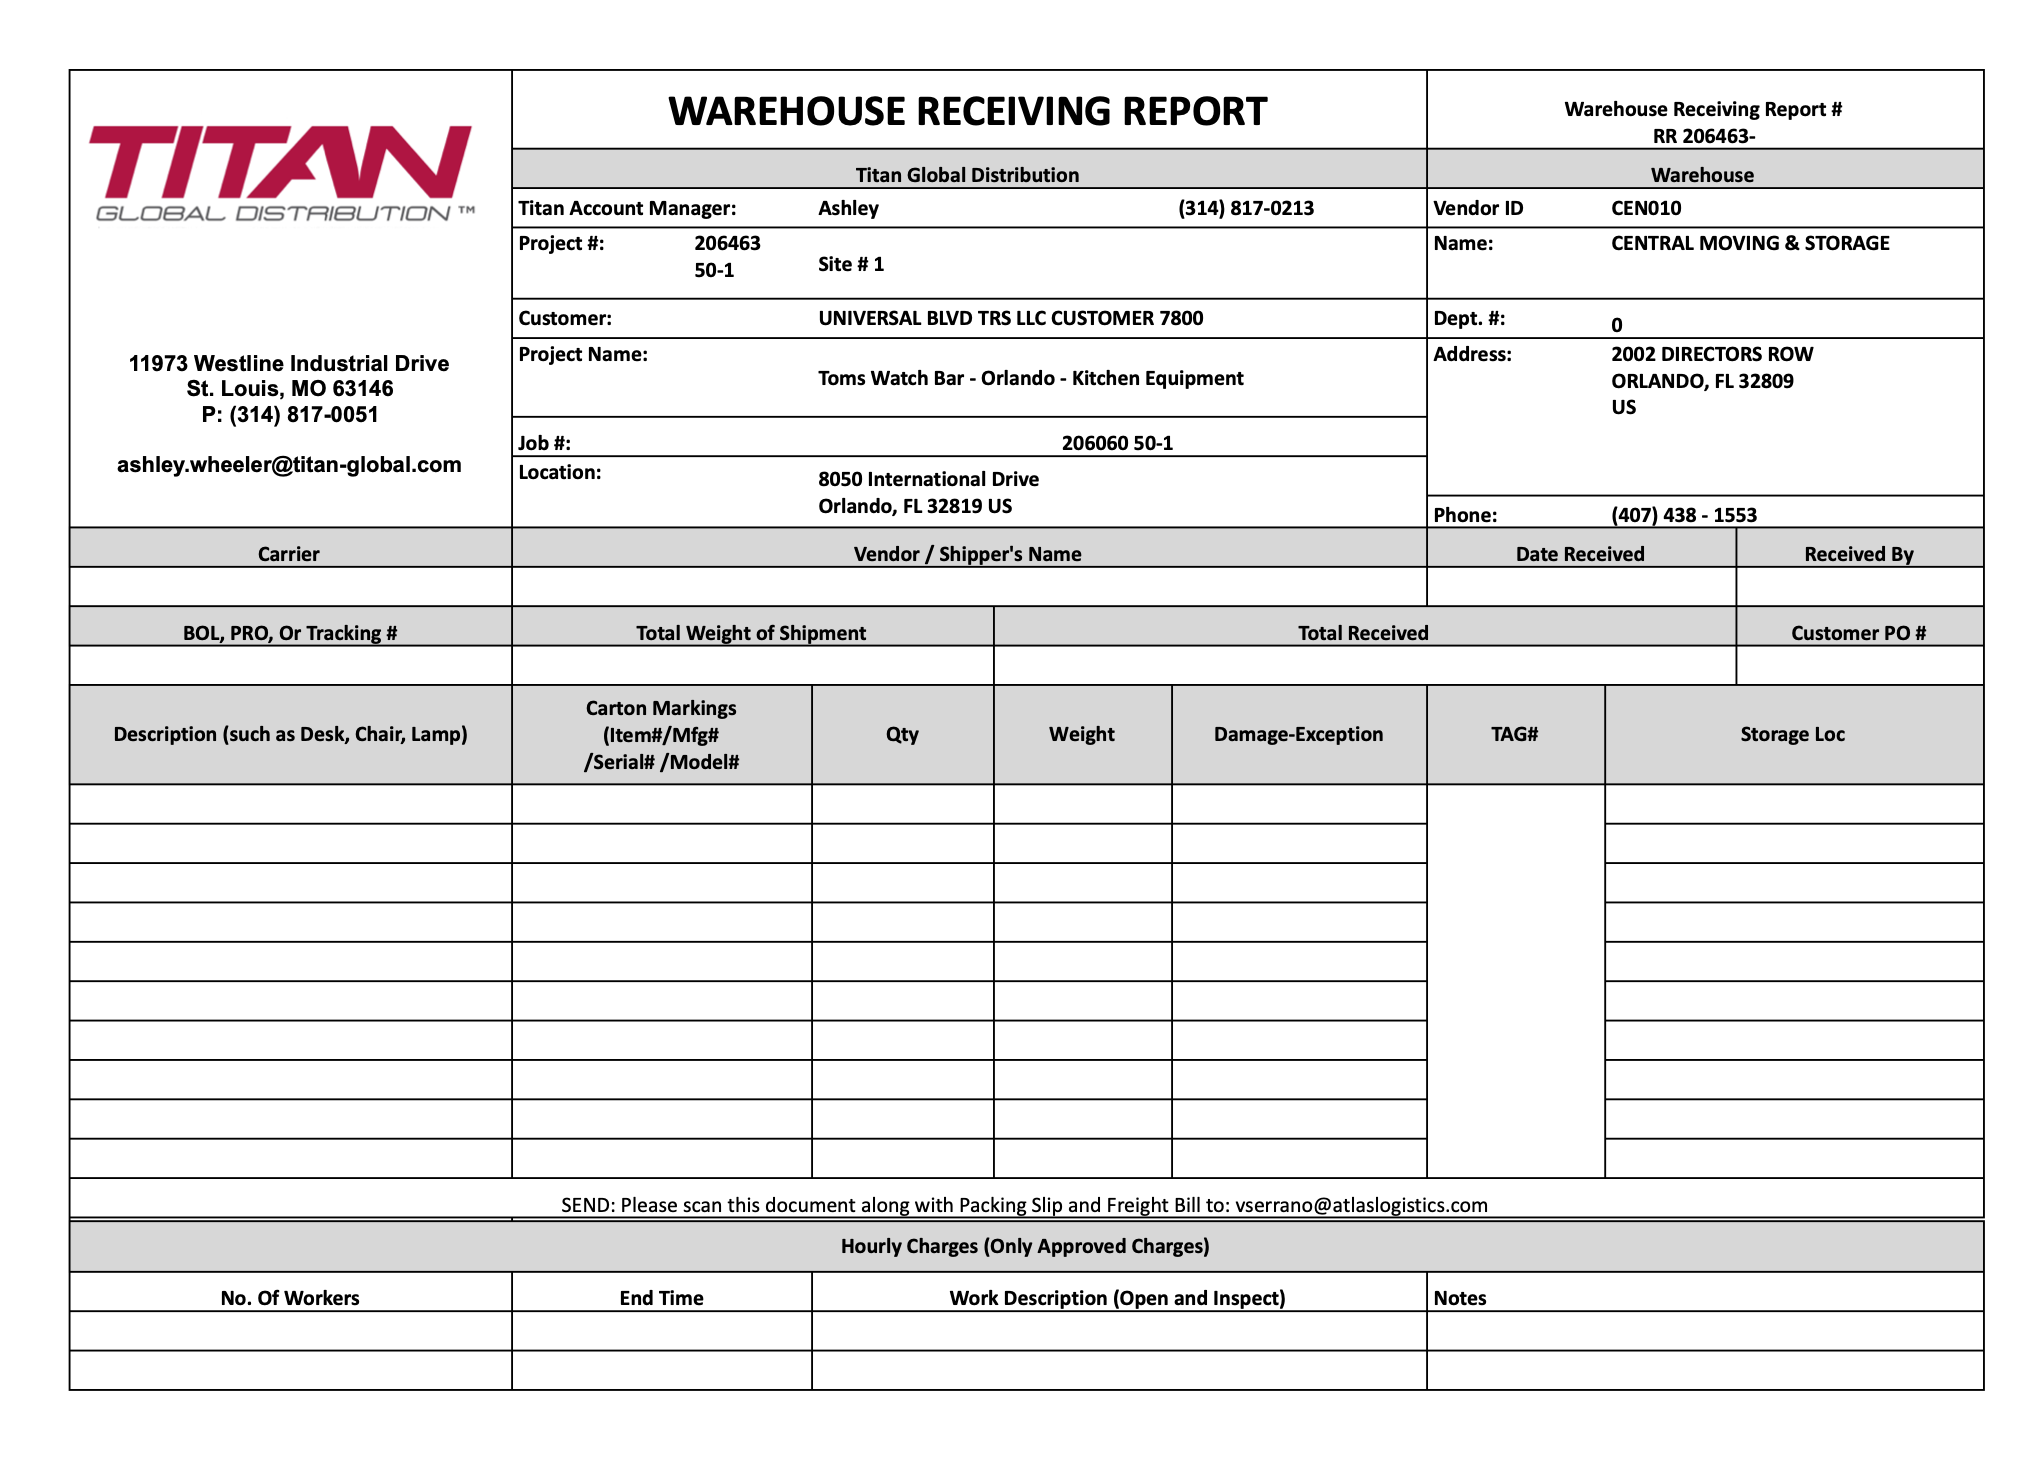 TITAN
GLOBAL DISTRIBUTION ™
11973 Westline Industrial Drive
St. Louis, MO 63146
P: (314) 817-0051
ashley.wheeler@titan-global.com
WAREHOUSE RECEIVING REPORT
Warehouse Receiving Report #
RR 206463-
Titan Global Distribution
Warehouse
Titan Account Manager: Ashley (314) 817-0213
Vendor ID CEN010
Project #: 206463
50-1
Site # 1
Name: CENTRAL MOVING & STORAGE
Customer: UNIVERSAL BLVD TRS LLC CUSTOMER 7800
Dept. #: 0
Project Name:
Toms Watch Bar - Orlando - Kitchen Equipment
Address: 2002 DIRECTORS ROW
ORLANDO, FL 32809
US
Job #: 206060 50-1
Location: 8050 International Drive
Orlando, FL 32819 US
Phone: (407) 438 - 1553
Carrier Vendor / Shipper's Name Date Received Received By
BOL, PRO, Or Tracking # Total Weight of Shipment Total Received Customer PO #
Description (such as Desk, Chair, Lamp)
Carton Markings
(Item#/Mfg#
/Serial# /Model#
Qty Weight Damage-Exception TAG# Storage Loc
SEND: Please scan this document along with Packing Slip and Freight Bill to: vserrano@atlaslogistics.com
Hourly Charges (Only Approved Charges)
No. Of Workers End Time Work Description (Open and Inspect) Notes